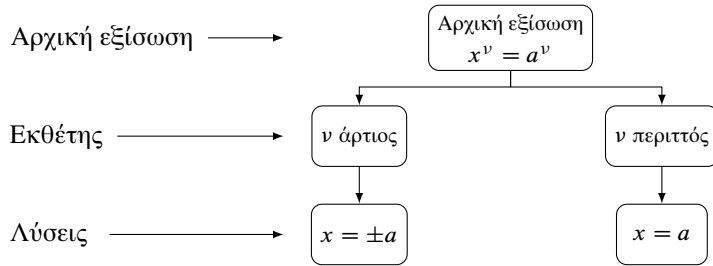 Αρχική εξίσωση
Αρχική εξίσωση
x^ν = a^ν
Εκθέτης
ν άρτιος
ν περιττός
Λύσεις
x = ±a
x = a